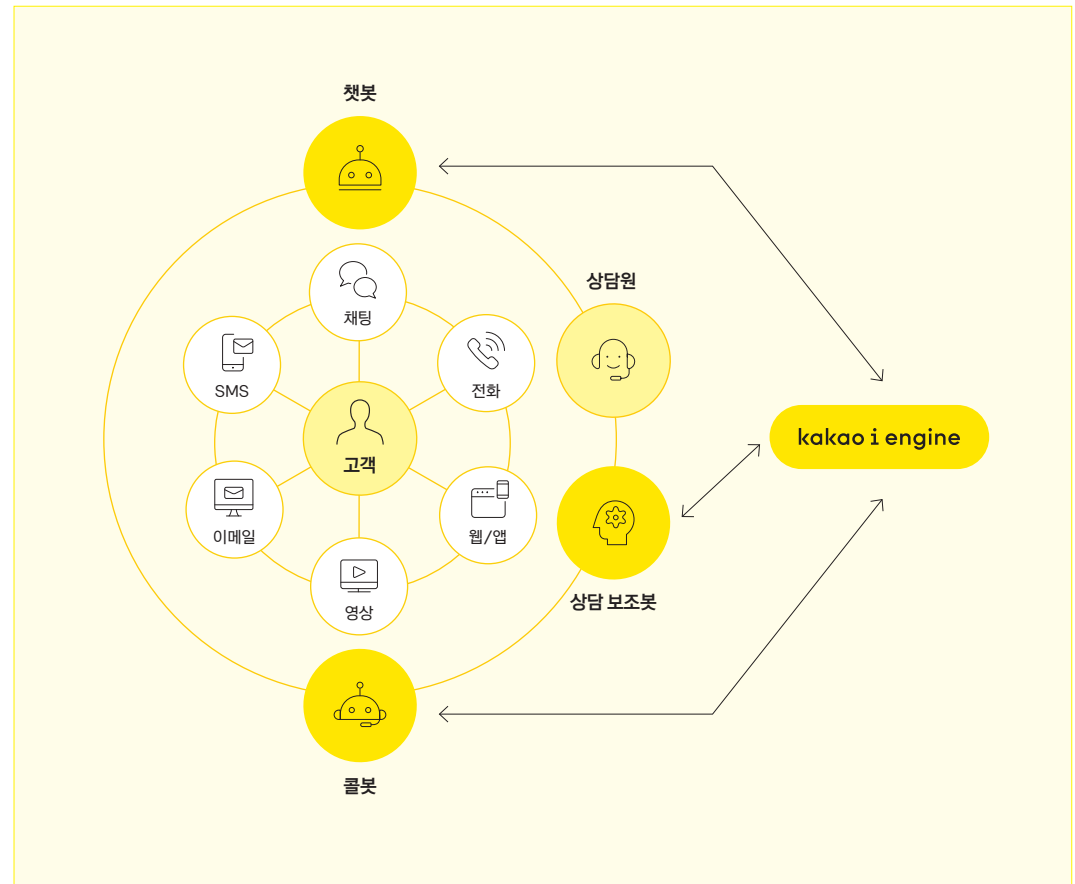 챗봇
상담원
채팅
SMS
전화
고객
kakao i engine
이메일
웹/앱
영상
상담 보조봇
콜봇